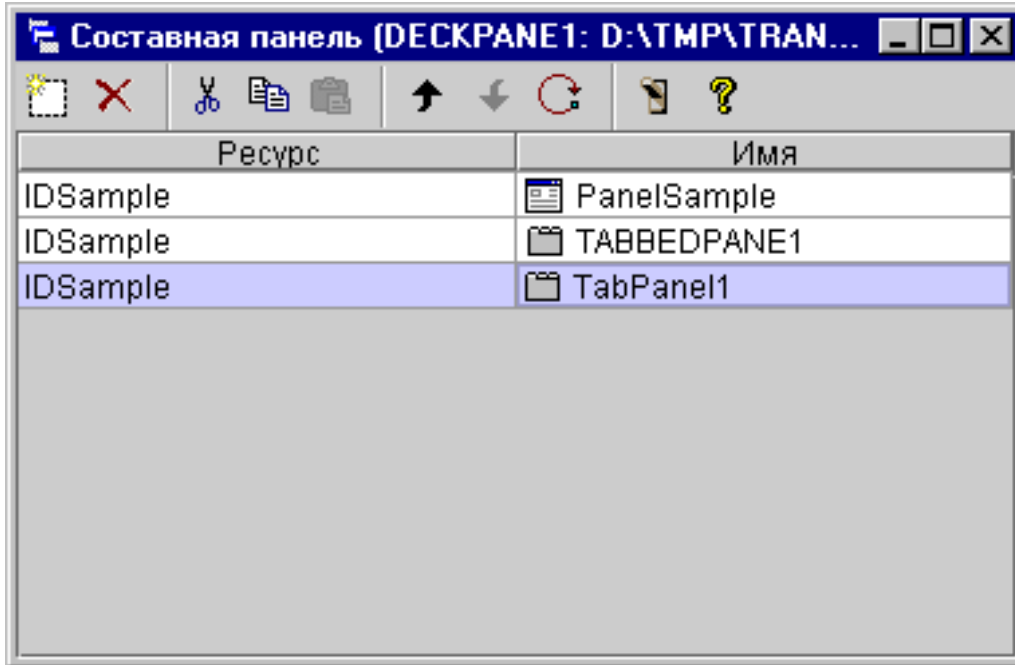 Составная панель (DECKPANE1: D:\TMP\TRAN...
Ресурс Имя
IDSample PanelSample
IDSample TABBEDPANE1
IDSample TabPanel1